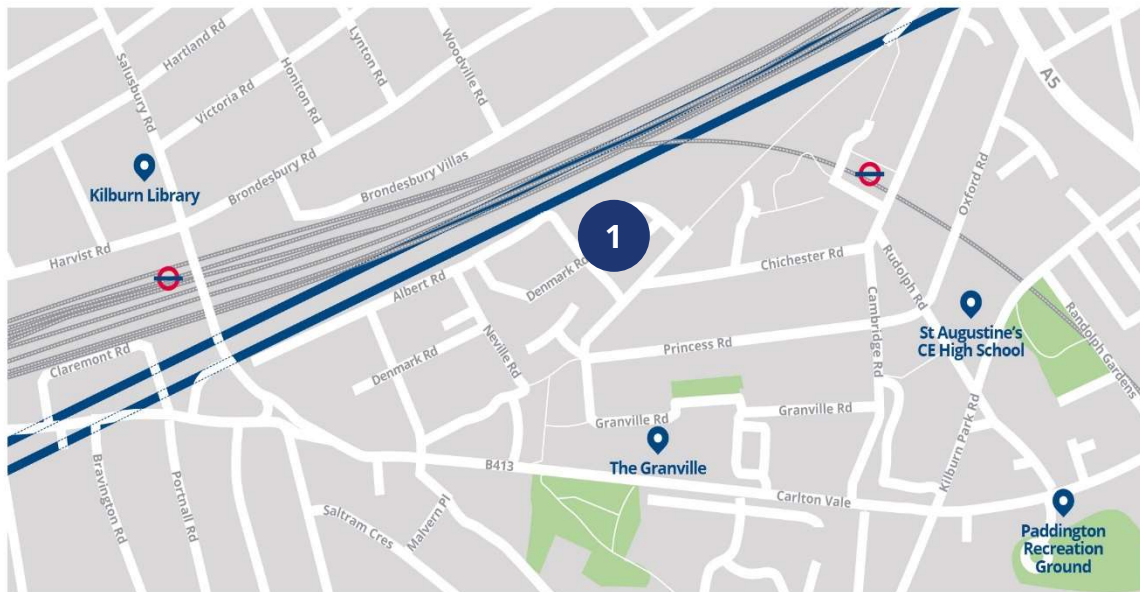 Hartland Rd
Lynton Rd
Woodville Rd
Salusbury Rd
Honiton Rd
Victoria Rd
A5
Kilburn Library
Brondesbury Rd
Brondesbury Villas
Oxford Rd
Harvist Rd
1
Denmark Rd
Chichester Rd
Rudolph Rd
Albert Rd
Cambridge Rd
St Augustine's
CE High School
Randolph Gardens
Claremont Rd
Denmark Rd
Neville Rd
Princess Rd
Granville Rd
Granville Rd
Kilburn Park Rd
The Granville
B413
Carlton Vale
Bravington Rd
Portnall Rd
Saltram Cres
Malvern Pl
Paddington
Recreation
Ground